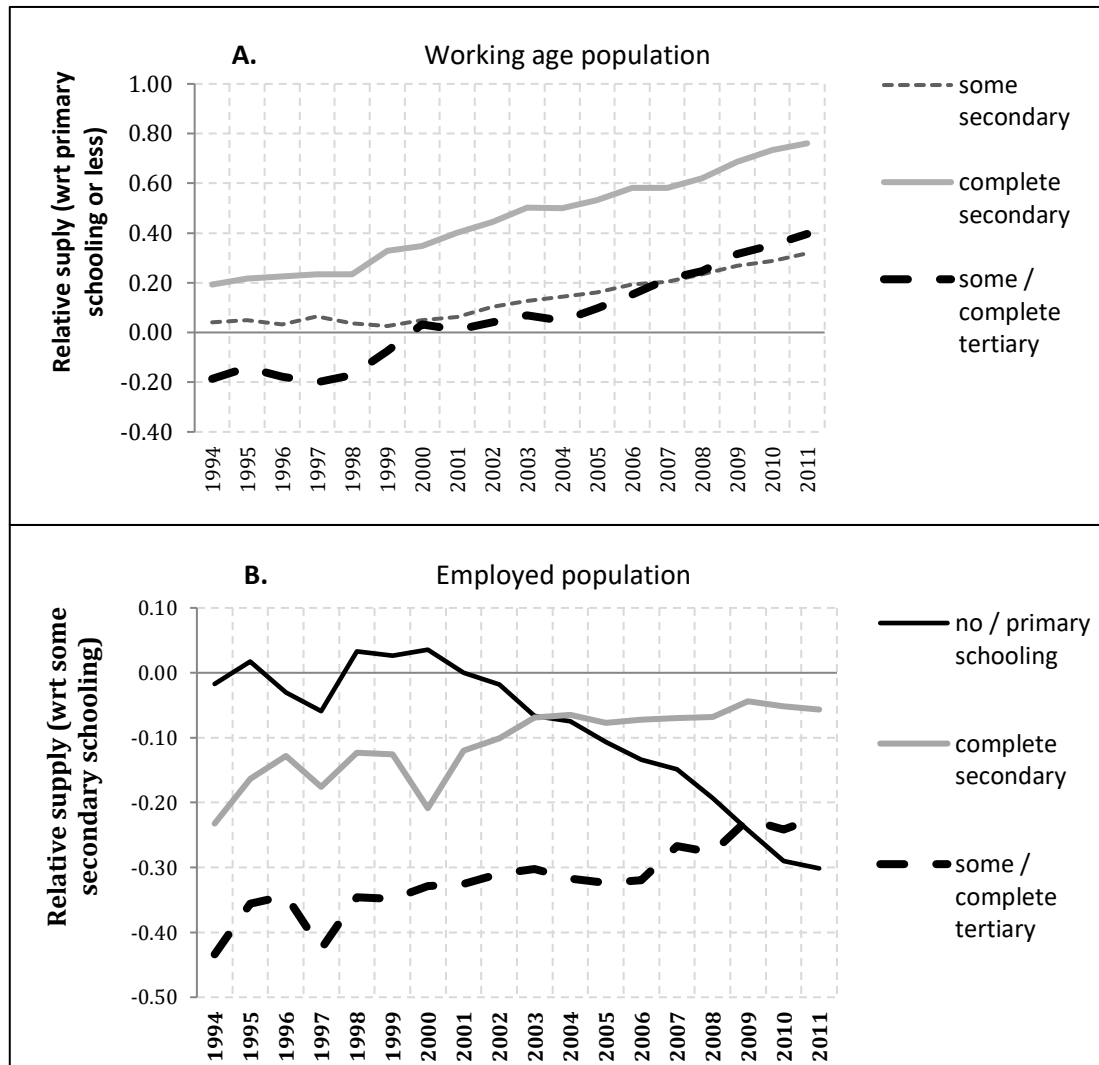 A. Working age population
Relative suply (wrt primary
schooling or less)
1.00
0.80
0.60
0.40
0.20
0.00
-0.20
-0.40
1994
1995
1996
1997
1998
1999
2000
2001
2002
2003
2004
2005
2006
2007
2008
2009
2010
2011
some
secondary
complete
secondary
some /
complete
tertiary
B. Employed population
Relative supply (wrt some
secondary schooling)
0.10
0.00
-0.10
-0.20
-0.30
-0.40
-0.50
1994
1995
1996
1997
1998
1999
2000
2001
2002
2003
2004
2005
2006
2007
2008
2009
2010
2011
no / primary
schooling
complete
secondary
some /
complete
tertiary